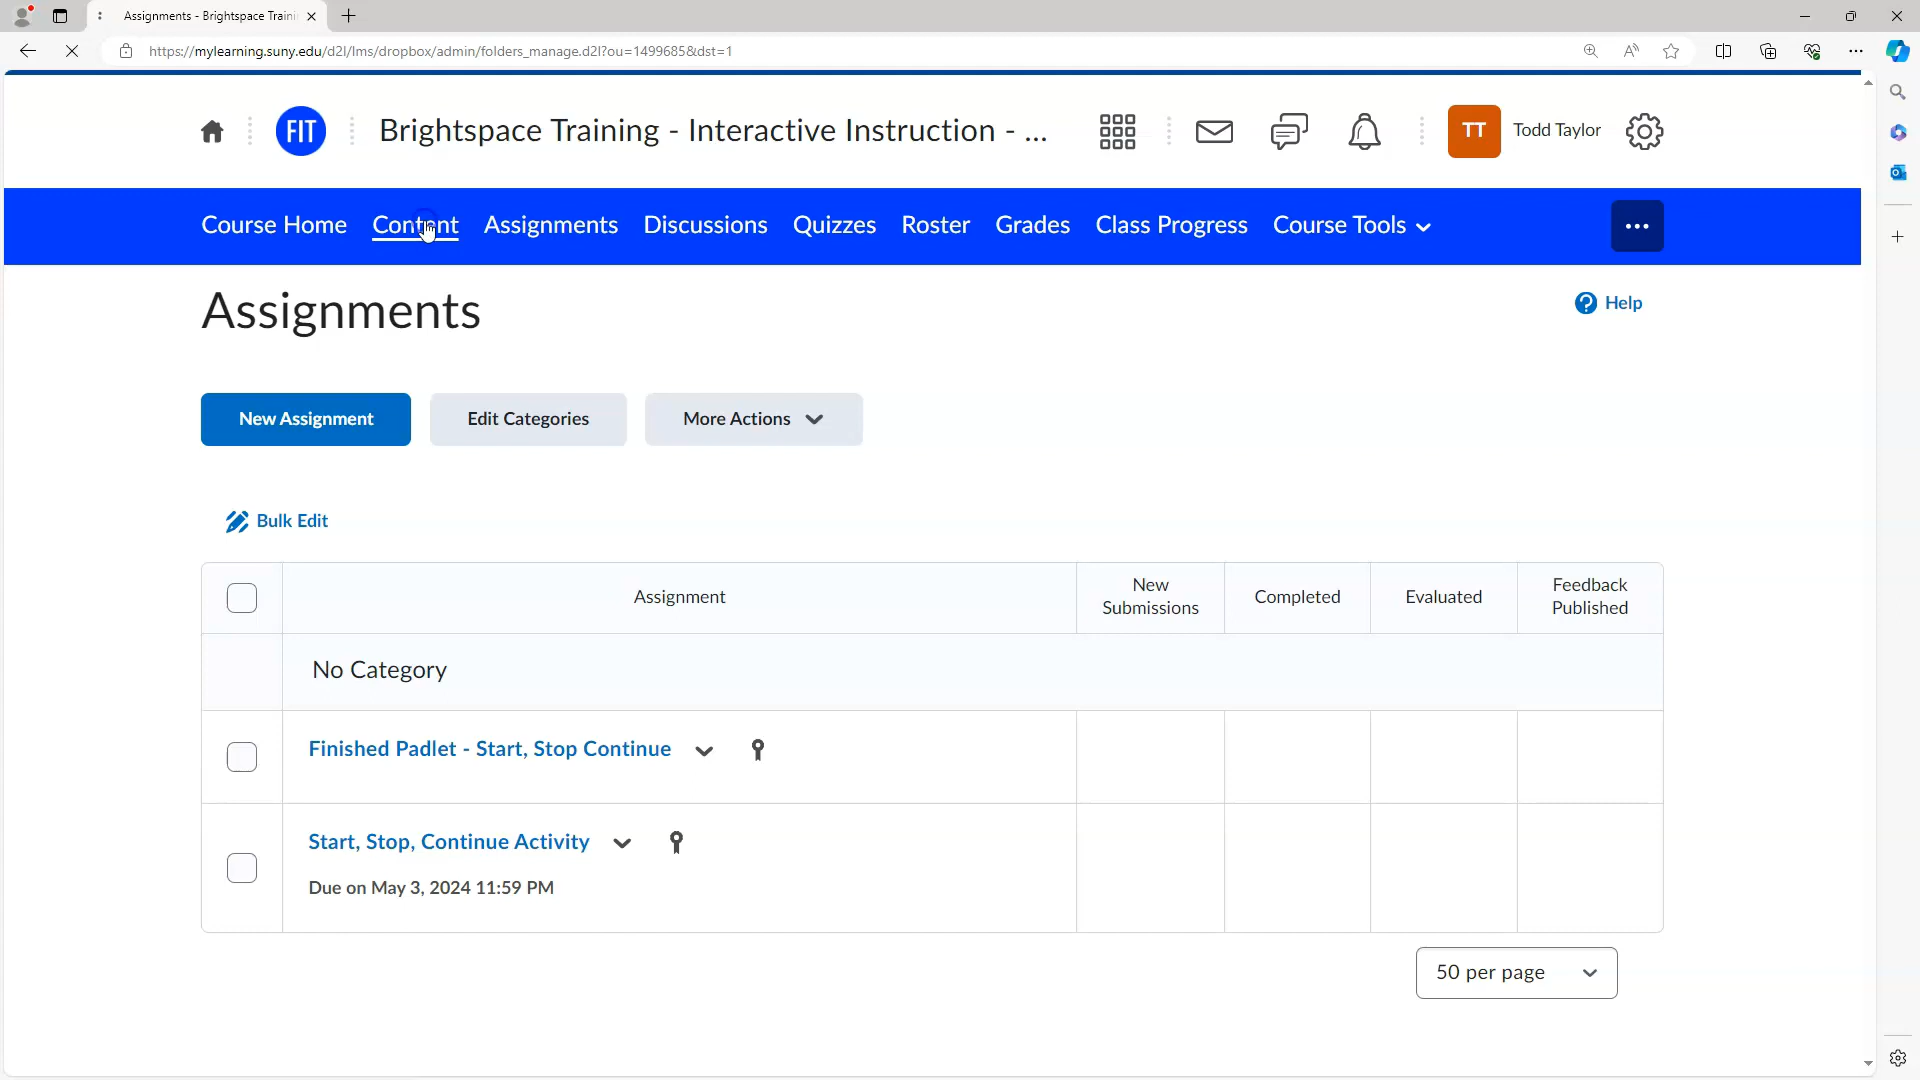 Assignments - Brightspace Traini
https://mylearning.suny.edu/d2l/lms/dropbox/admin/folders_manage.d2l?ou=1499685&dst=1
FIT
Brightspace Training - Interactive Instruction - ...
TT
Todd Taylor
Course Home
Content
Assignments
Discussions
Quizzes
Roster
Grades
Class Progress
Course Tools
Assignments
Help
New Assignment
Edit Categories
More Actions
Bulk Edit
Assignment
New
Submissions
Completed
Evaluated
Feedback
Published
No Category
Finished Padlet - Start, Stop Continue
Start, Stop, Continue Activity
Due on May 3, 2024 11:59 PM
50 per page